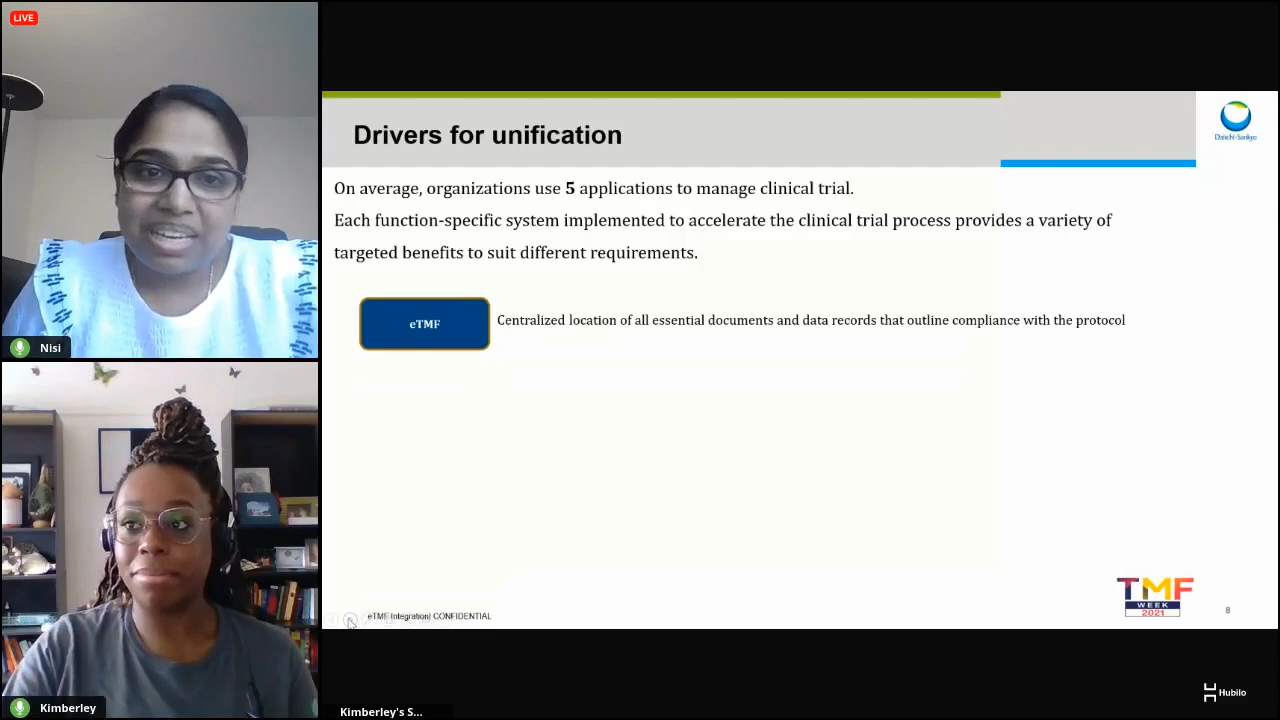 LIVE
Nisi
Kimberley
Drivers for unification
Daiichi-Sankyo
On average, organizations use 5 applications to manage clinical trial.
Each function-specific system implemented to accelerate the clinical trial process provides a variety of
targeted benefits to suit different requirements.
eTMF
Centralized location of all essential documents and data records that outline compliance with the protocol
eTMF Integration| CONFIDENTIAL
TMF
WEEK
2021
8
Kimberley's S...
Hubilo